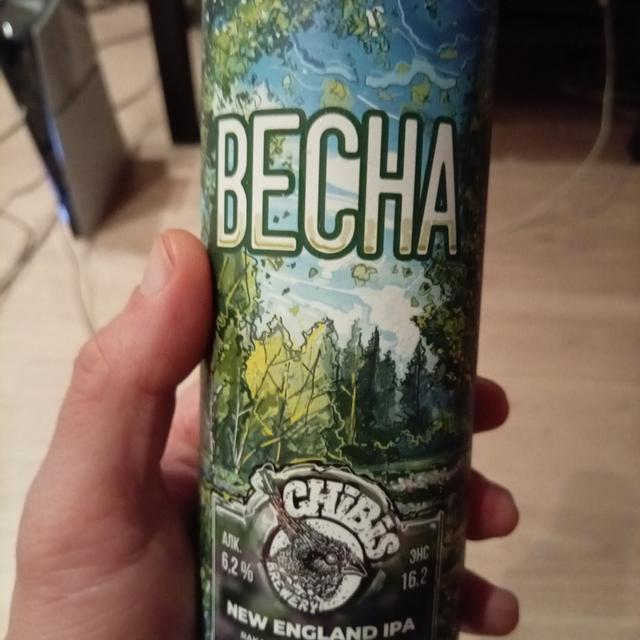 ВЕСНА
CHIBIS
BREWERY
АЛК.
6,2%
ЭНС
16.2
NEW ENGLAND IPA